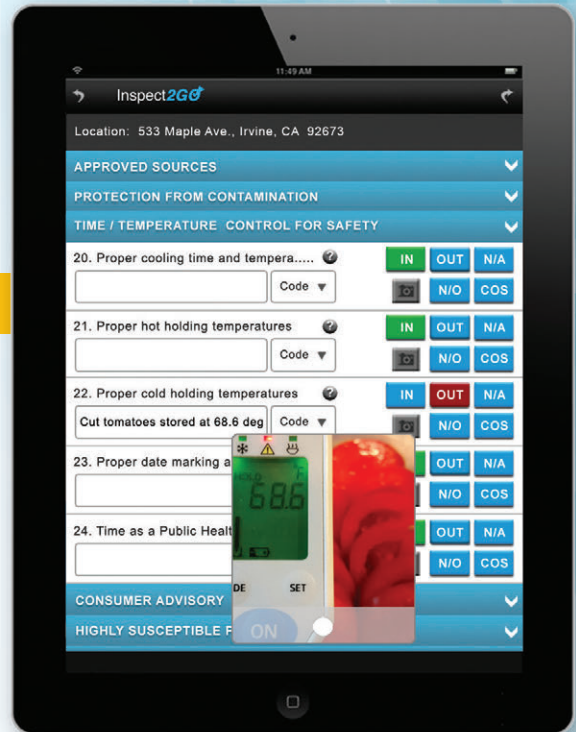 11:49 AM
Inspect2GO
Location: 533 Maple Ave., Irvine, CA 92673
APPROVED SOURCES
PROTECTION FROM CONTAMINATION
TIME / TEMPERATURE CONTROL FOR SAFETY
20. Proper cooling time and tempera..... ?
IN OUT N/A
Code
N/O COS
21. Proper hot holding temperatures ?
IN OUT N/A
Code
N/O COS
22. Proper cold holding temperatures ?
IN OUT N/A
Cut tomatoes stored at 68.6 deg Code
N/O COS
23. Proper date marking a
OUT N/A
N/O COS
24. Time as a Public Healt
OUT N/A
N/O COS
HOLD °F
68.6
DE SET
ON
CONSUMER ADVISORY
HIGHLY SUSCEPTIBLE